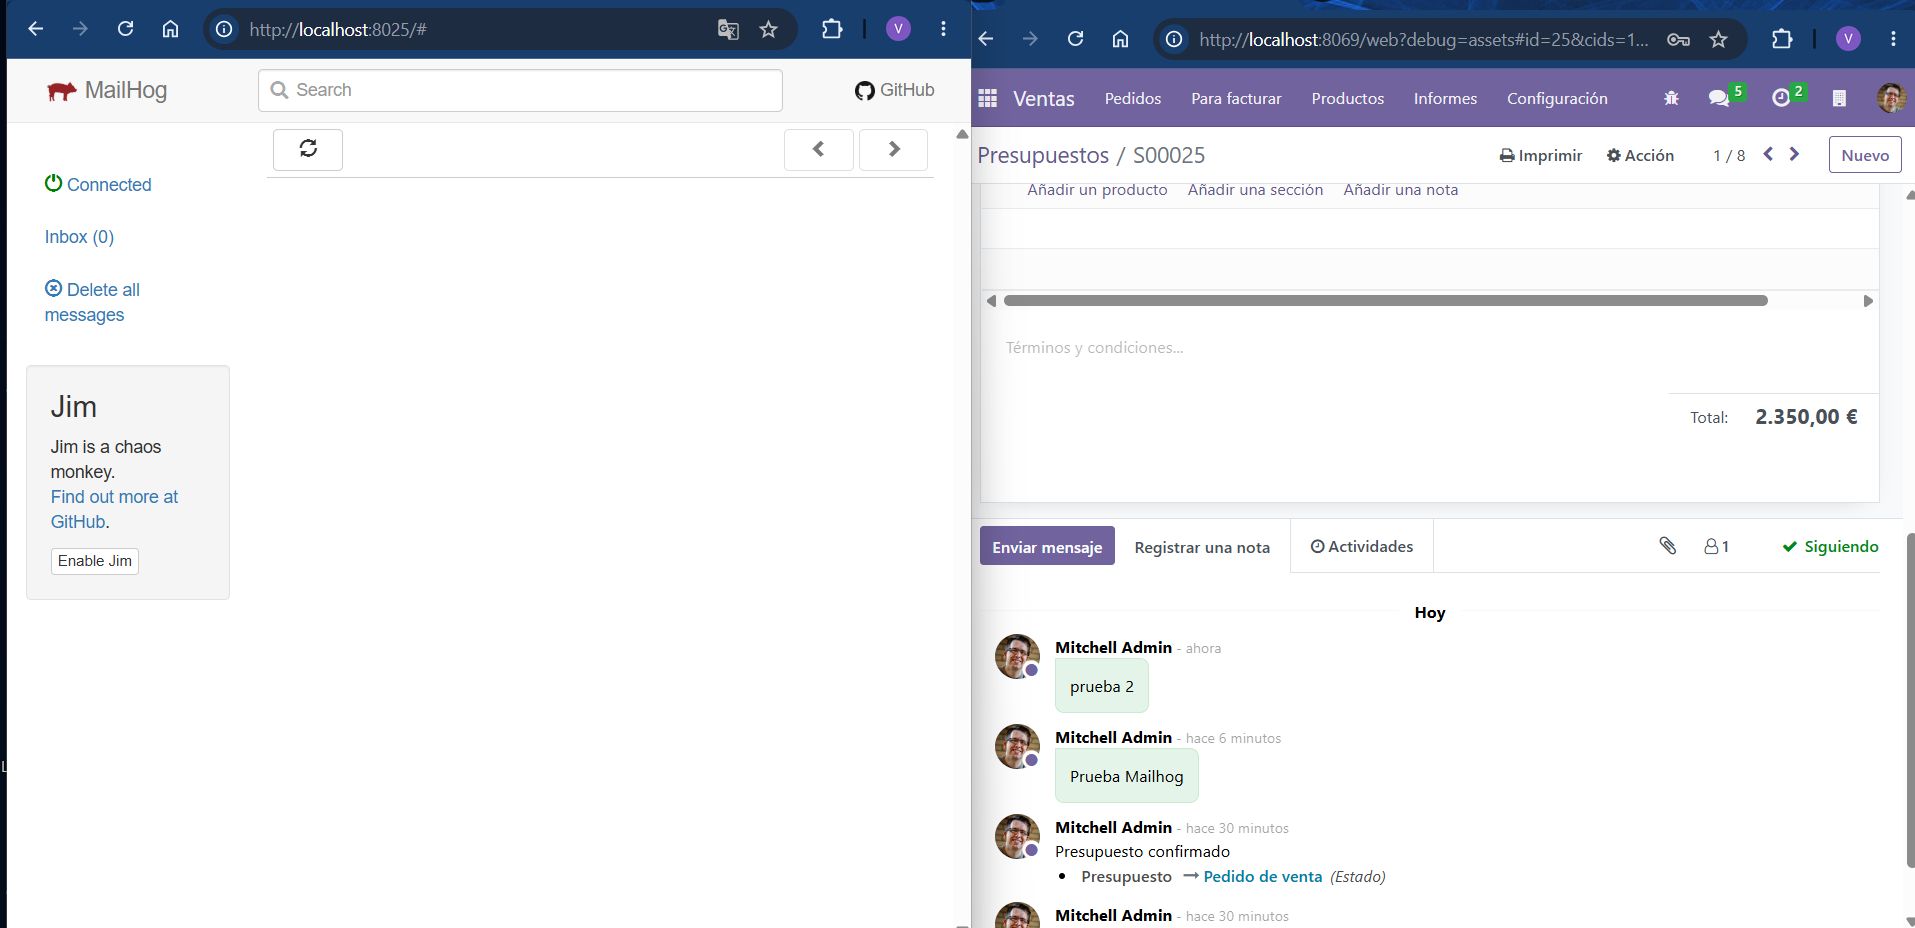 http://localhost:8025/#
V
MailHog
Search
GitHub
Connected
Inbox (0)
Delete all
messages
Jim
Jim is a chaos
monkey.
Find out more at
GitHub.
Enable Jim
http://localhost:8069/web?debug=assets#id=25&cids=1...
V
Ventas
Pedidos
Para facturar
Productos
Informes
Configuración
5
2
Presupuestos / S00025
Imprimir
Acción
1 / 8
Nuevo
Añadir un producto
Añadir una sección
Añadir una nota
Términos y condiciones...
Total:
2.350,00 €
Enviar mensaje
Registrar una nota
Actividades
1
Siguiendo
Hoy
Mitchell Admin - ahora
prueba 2
Mitchell Admin - hace 6 minutos
Prueba Mailhog
Mitchell Admin - hace 30 minutos
Presupuesto confirmado
Presupuesto → Pedido de venta (Estado)
Mitchell Admin - hace 30 minutos